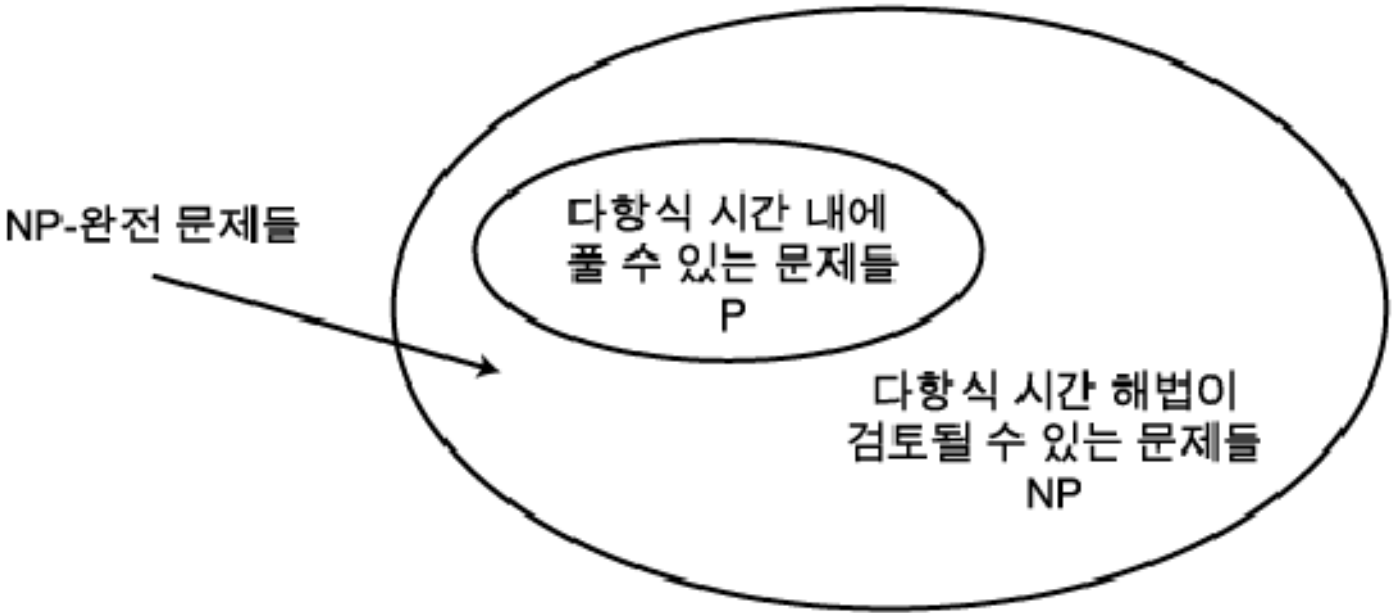 NP-완전 문제들
다항식 시간 내에
풀 수 있는 문제들
P
다항식 시간 해법이
검토될 수 있는 문제들
NP